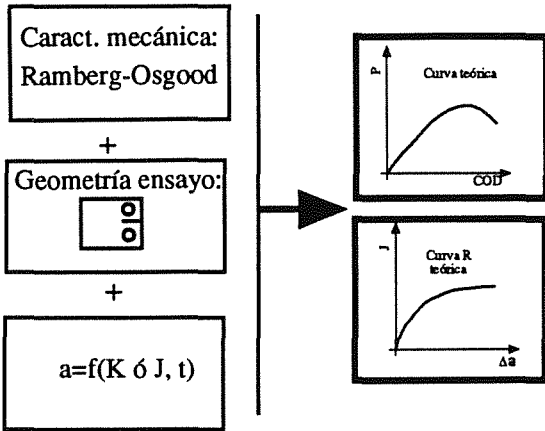 Caract. mecánica:
Ramberg-Osgood
+
Geometría ensayo:
+
a=f(K ó J, t)
P
Curva teórica
COD
J
Curva R
teórica
Δa